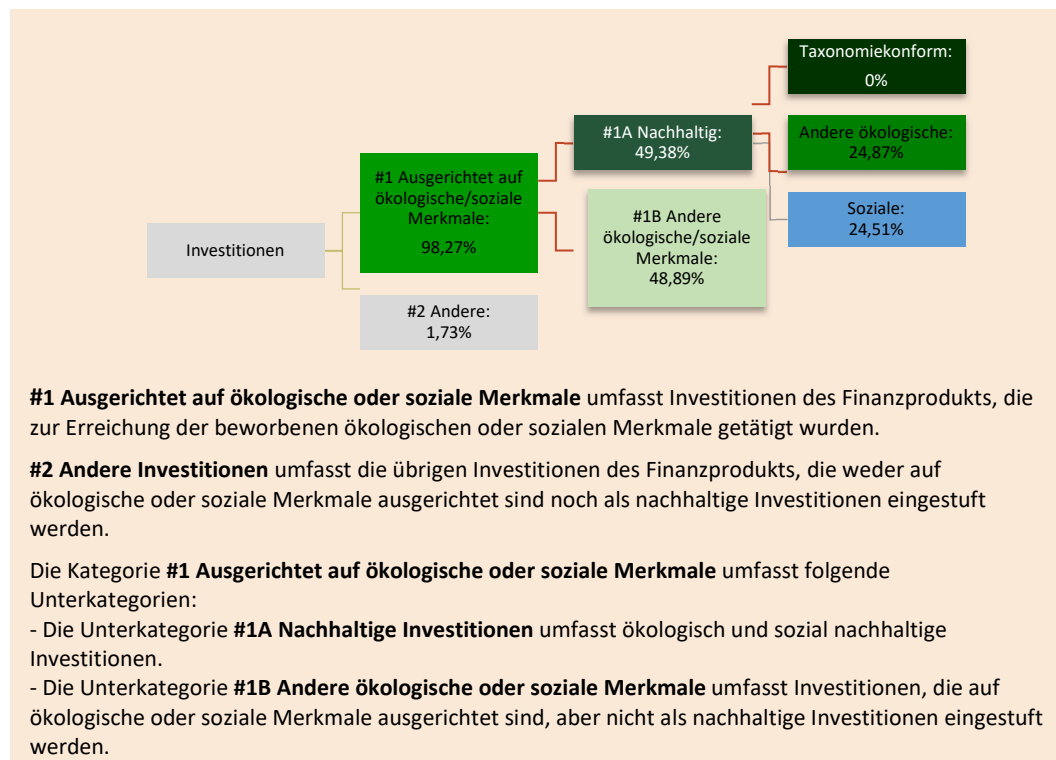 Taxonomiekonform:
0%
#1A Nachhaltig:
49,38%
Andere ökologische:
24,87%
#1 Ausgerichtet auf
ökologische/soziale
Merkmale:
98,27%
#1B Andere
ökologische/soziale
Merkmale:
48,89%
Soziale:
24,51%
Investitionen
#2 Andere:
1,73%
#1 Ausgerichtet auf ökologische oder soziale Merkmale umfasst Investitionen des Finanzprodukts, die
zur Erreichung der beworbenen ökologischen oder sozialen Merkmale getätigt wurden.
#2 Andere Investitionen umfasst die übrigen Investitionen des Finanzprodukts, die weder auf
ökologische oder soziale Merkmale ausgerichtet sind noch als nachhaltige Investitionen eingestuft
werden.
Die Kategorie #1 Ausgerichtet auf ökologische oder soziale Merkmale umfasst folgende
Unterkategorien:
- Die Unterkategorie #1A Nachhaltige Investitionen umfasst ökologisch und sozial nachhaltige
Investitionen.
- Die Unterkategorie #1B Andere ökologische oder soziale Merkmale umfasst Investitionen, die auf
ökologische oder soziale Merkmale ausgerichtet sind, aber nicht als nachhaltige Investitionen eingestuft
werden.